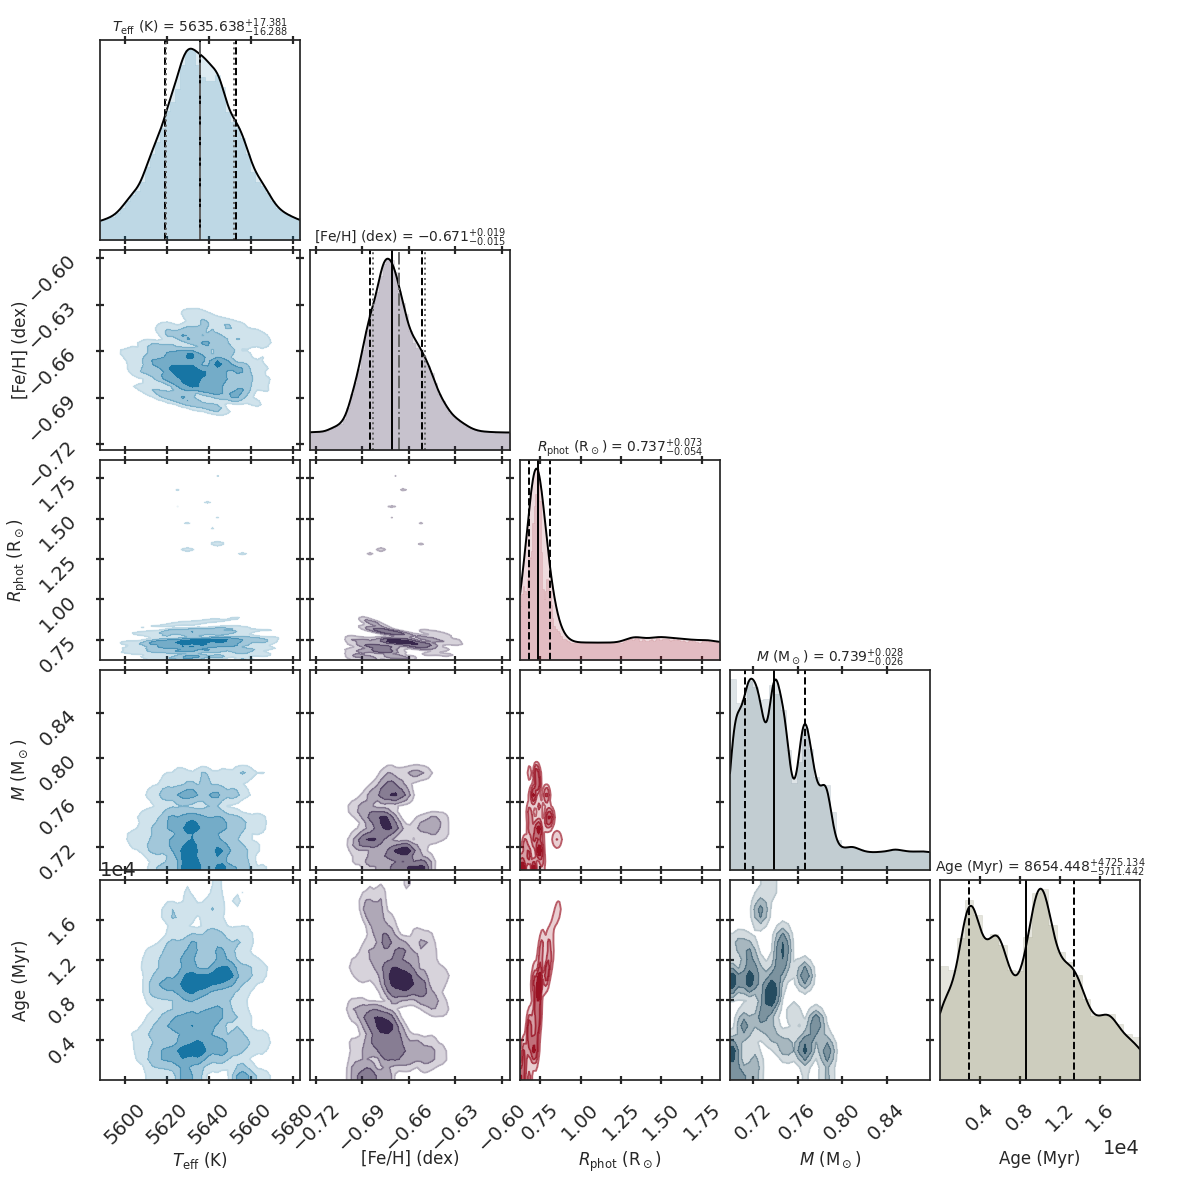 T_eff (K) = 5635.638 +17.381 −16.288
[Fe/H] (dex) = −0.671 +0.019 −0.015
−0.60
−0.63
−0.66
−0.69
−0.72
[Fe/H] (dex)
R_phot (R⊙) = 0.737 +0.073 −0.054
1.75
1.50
1.25
1.00
0.75
R_phot (R⊙)
M (M⊙) = 0.739 +0.028 −0.026
0.84
0.80
0.76
0.72
M (M⊙)
1e4
Age (Myr) = 8654.448 +4725.134 −5711.442
1.6
1.2
0.8
0.4
Age (Myr)
5600 5620 5640 5660 5680
T_eff (K)
−0.72 −0.69 −0.66 −0.63 −0.60
[Fe/H] (dex)
0.75 1.00 1.25 1.50 1.75
R_phot (R⊙)
0.72 0.76 0.80 0.84
M (M⊙)
0.4 0.8 1.2 1.6
1e4
Age (Myr)